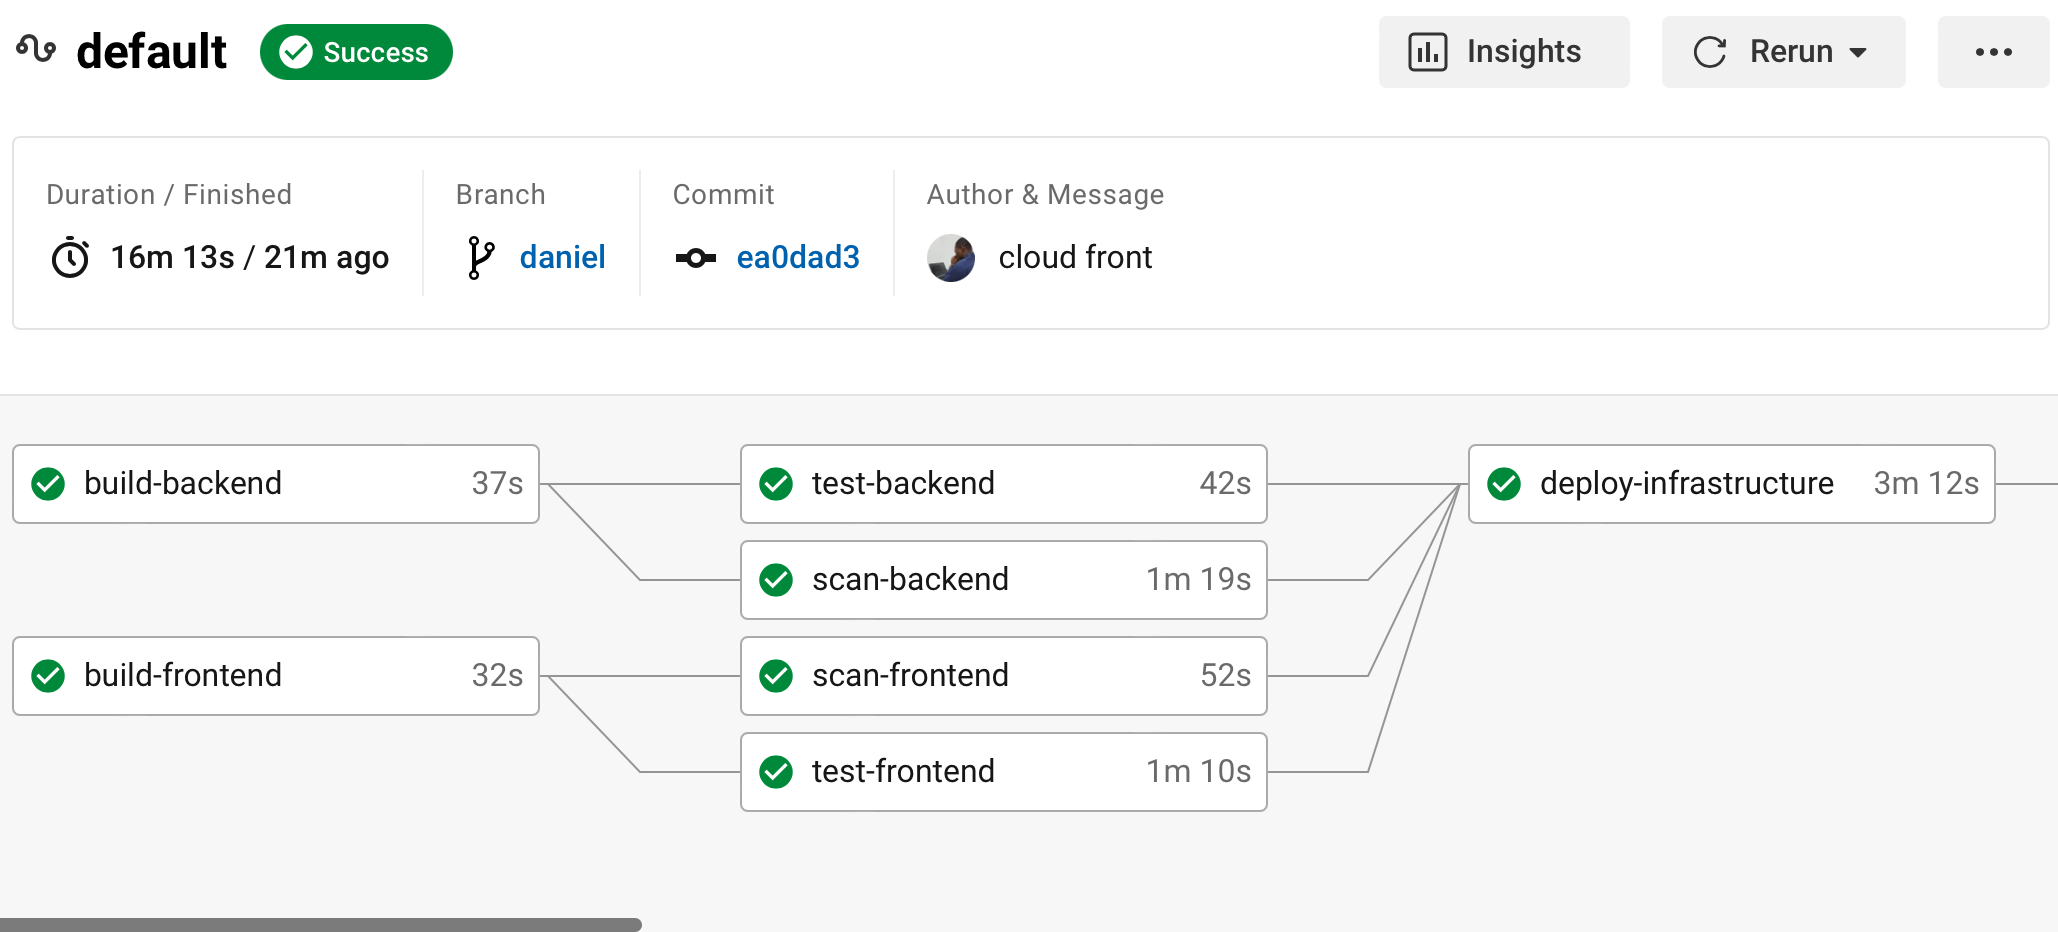 default
Success
Insights
Rerun
Duration / Finished
16m 13s / 21m ago
Branch
daniel
Commit
ea0dad3
Author & Message
cloud front
build-backend 37s
test-backend 42s
deploy-infrastructure 3m 12s
scan-backend 1m 19s
build-frontend 32s
scan-frontend 52s
test-frontend 1m 10s